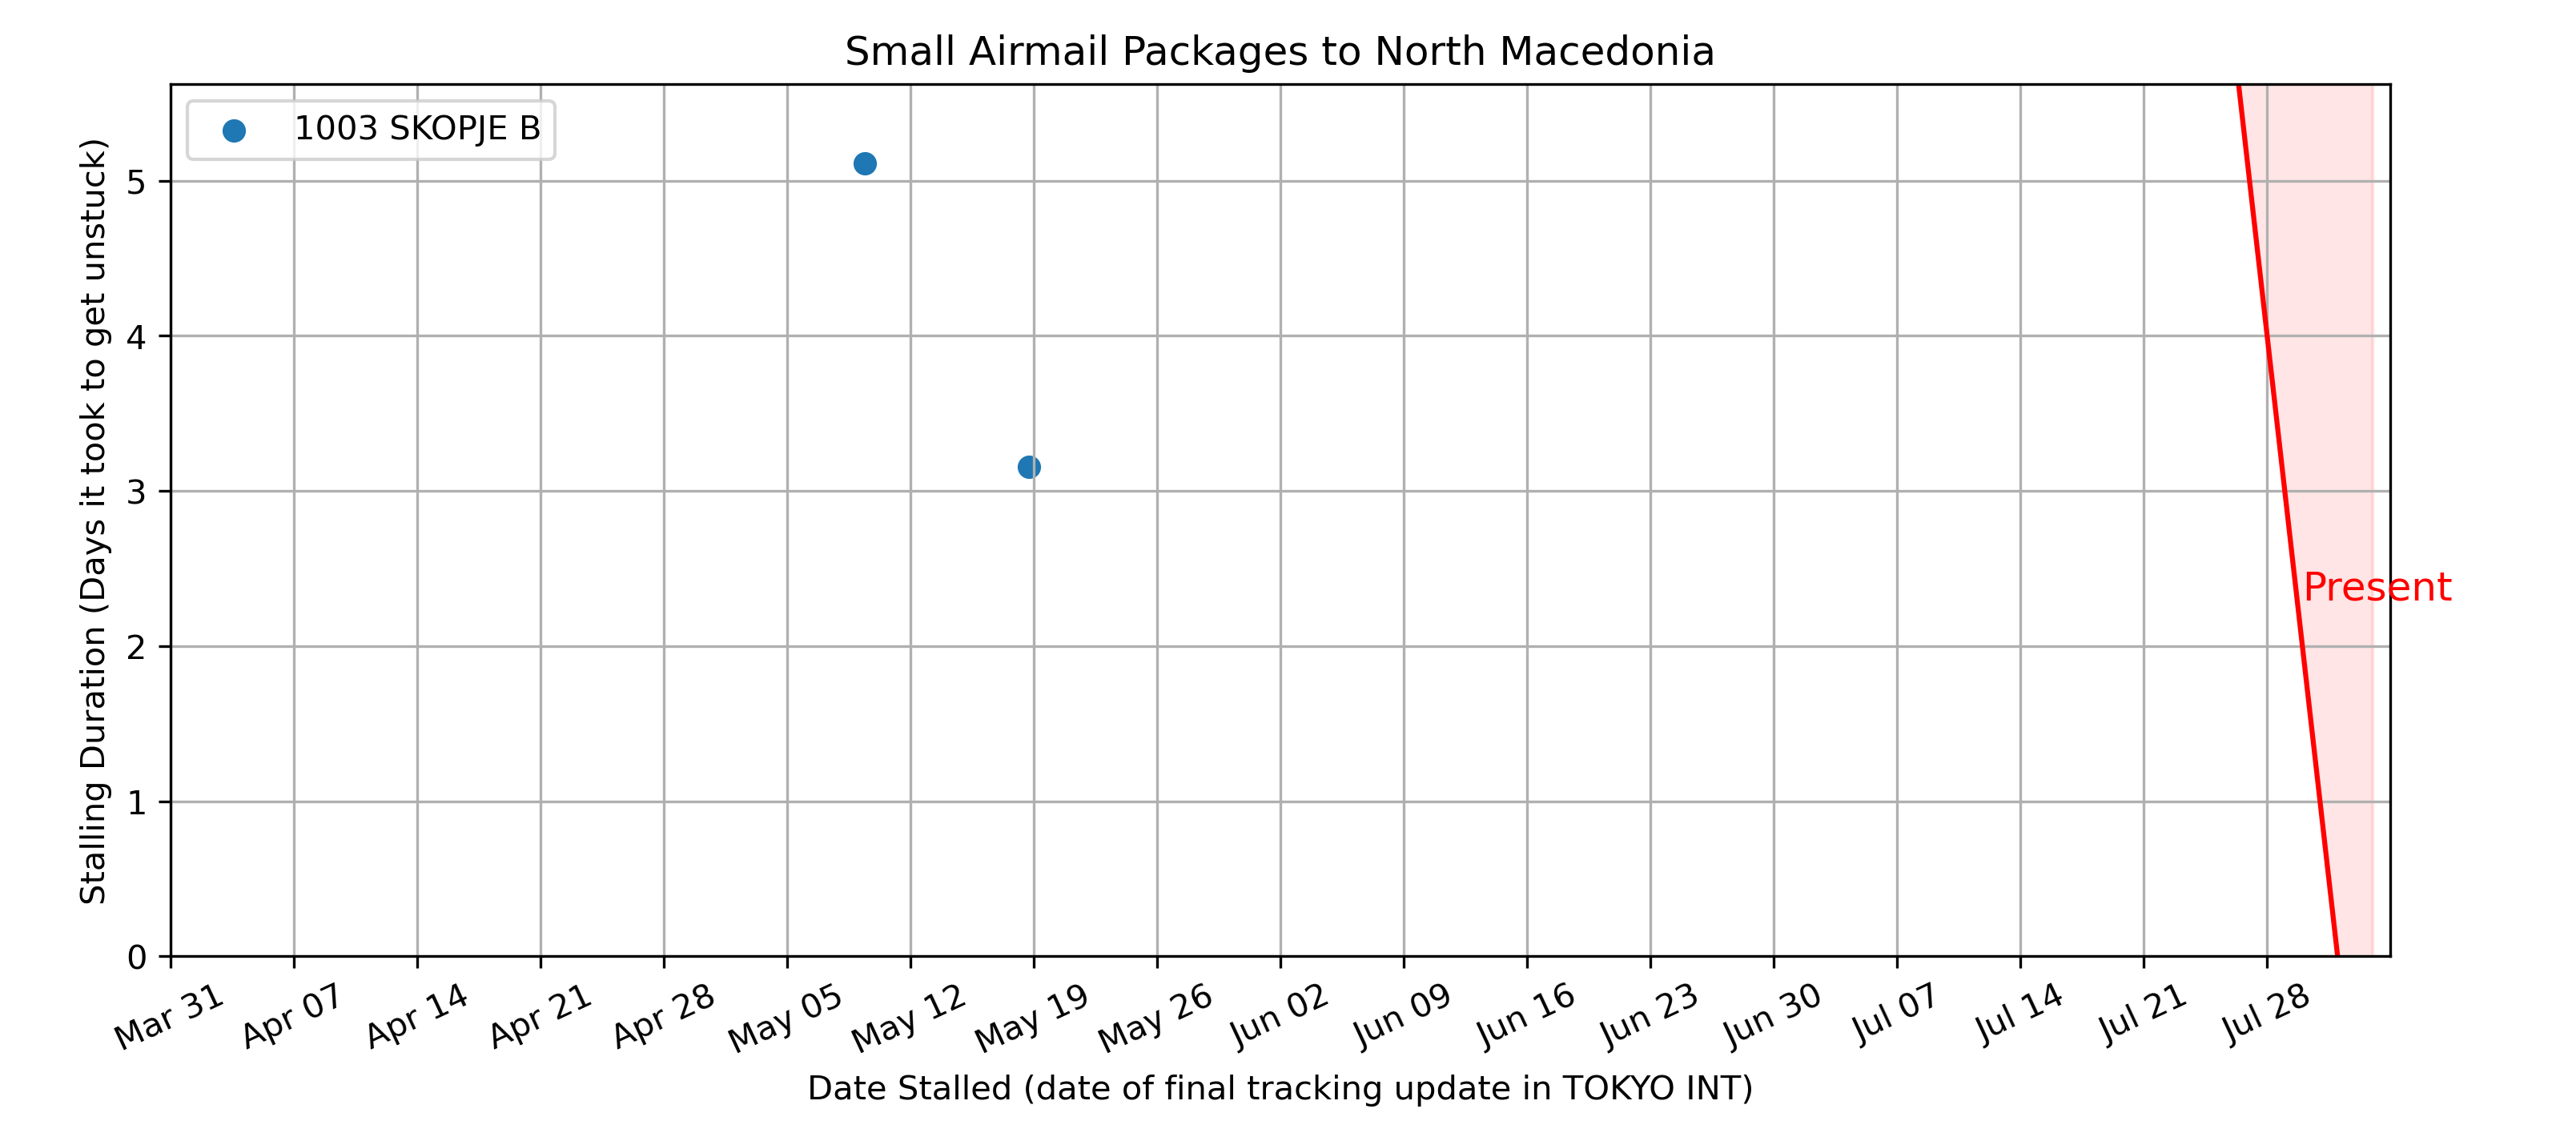 Small Airmail Packages to North Macedonia
1003 SKOPJE B
Stalling Duration (Days it took to get unstuck)
5
4
3
2
1
0
Present
Mar 31
Apr 07
Apr 14
Apr 21
Apr 28
May 05
May 12
May 19
May 26
Jun 02
Jun 09
Jun 16
Jun 23
Jun 30
Jul 07
Jul 14
Jul 21
Jul 28
Date Stalled (date of final tracking update in TOKYO INT)